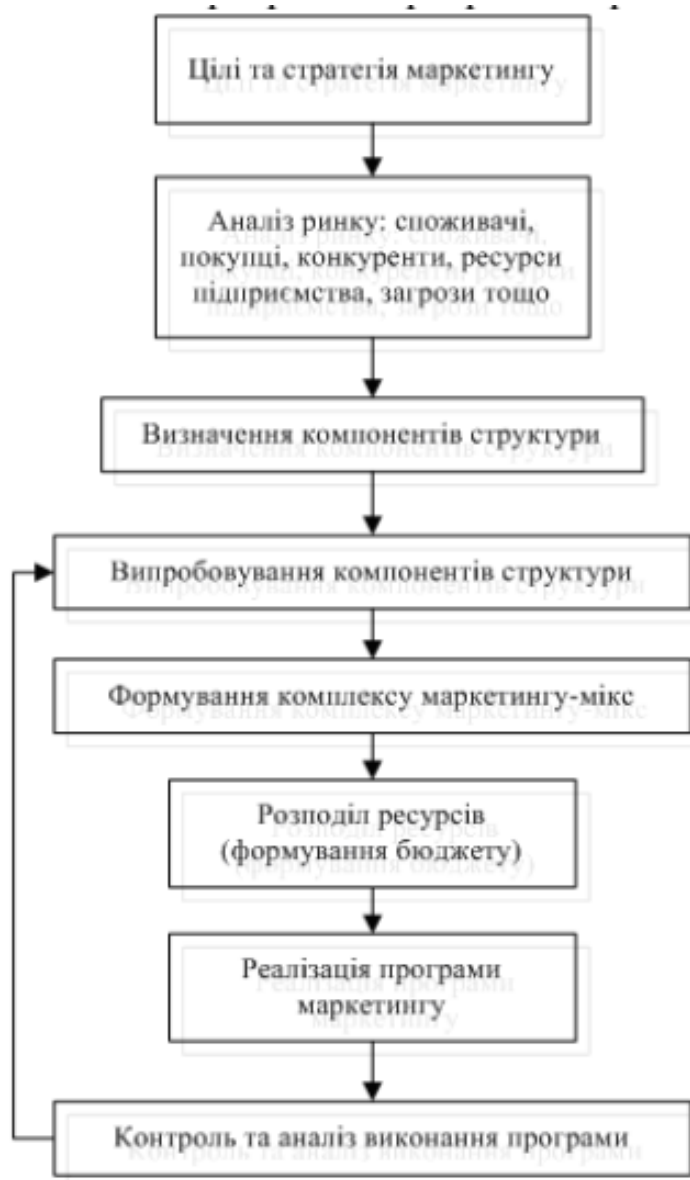 Цілі та стратегія маркетингу
Аналіз ринку: споживачі,
покупці, конкуренти, ресурси
підприємства, загрози тощо
Визначення компонентів структури
Випробовування компонентів структури
Формування комплексу маркетингу-мікс
Розподіл ресурсів
(формування бюджету)
Реалізація програми
маркетингу
Контроль та аналіз виконання програми